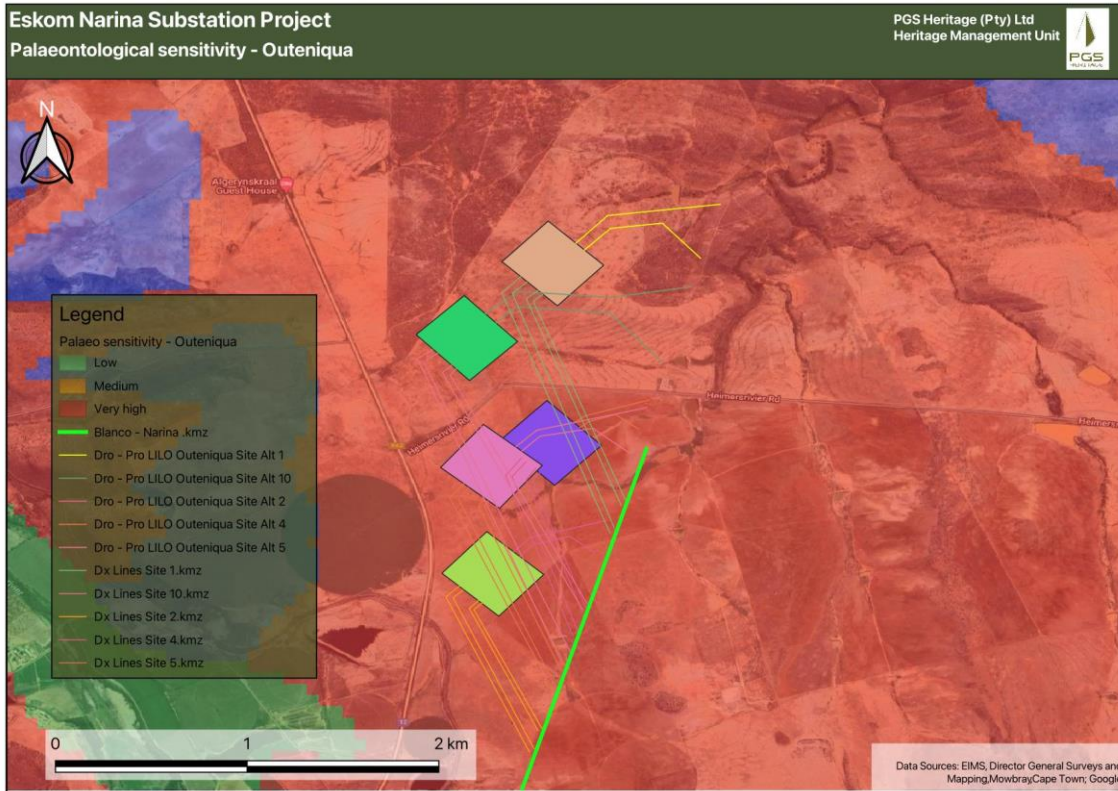 Eskom Narina Substation Project
Palaeontological sensitivity - Outeniqua
PGS Heritage (Pty) Ltd
Heritage Management Unit
PGS
HERITAGE
N
Algerynskraal
Guest House
Legend
Palaeo sensitivity - Outeniqua
Low
Medium
Very high
Blanco - Narina .kmz
Dro - Pro LILO Outeniqua Site Alt 1
Dro - Pro LILO Outeniqua Site Alt 10
Dro - Pro LILO Outeniqua Site Alt 2
Dro - Pro LILO Outeniqua Site Alt 4
Dro - Pro LILO Outeniqua Site Alt 5
Dx Lines Site 1.kmz
Dx Lines Site 10.kmz
Dx Lines Site 2.kmz
Dx Lines Site 4.kmz
Dx Lines Site 5.kmz
Heimersrivier Rd
Heimersrivier Rd
Heimers
0 1 2 km
Data Sources: EIMS, Director General Surveys and
Mapping,Mowbray,Cape Town; Google